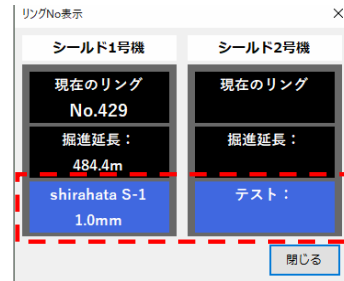 リングNo表示
シールド1号機
シールド2号機
現在のリング
No.429
現在のリング
掘進延長：
484.4m
掘進延長：
shirahata S-1
1.0mm
テスト：
閉じる